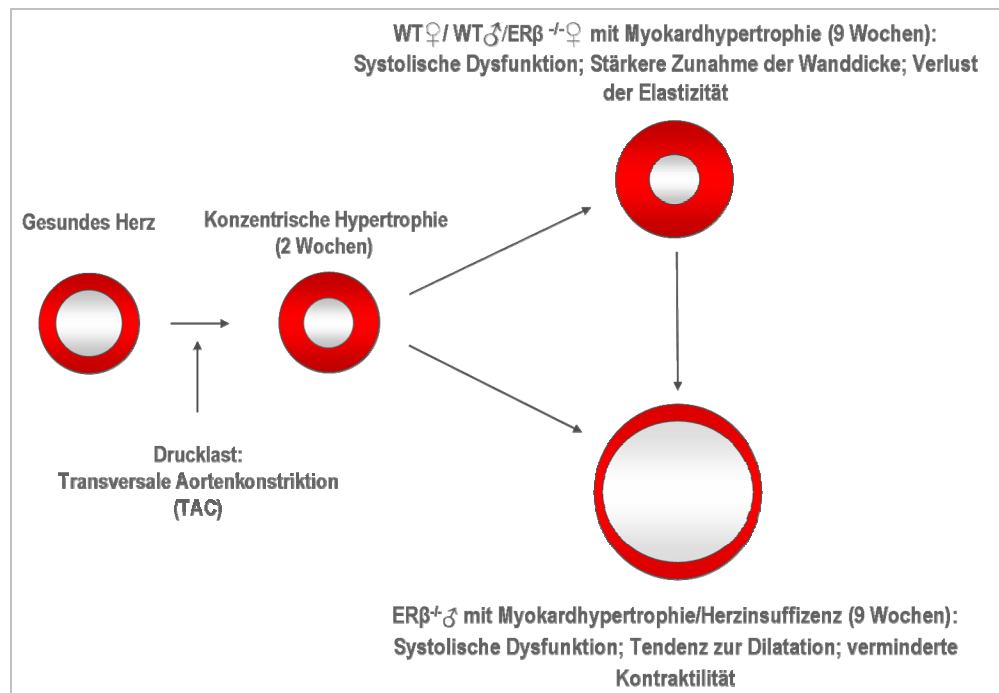 WT♀/ WT♂/ERβ -/-♀ mit Myokardhypertrophie (9 Wochen):
Systolische Dysfunktion; Stärkere Zunahme der Wanddicke; Verlust
der Elastizität
Gesundes Herz
Konzentrische Hypertrophie
(2 Wochen)
Drucklast:
Transversale Aortenkonstriktion
(TAC)
ERβ-/-♂ mit Myokardhypertrophie/Herzinsuffizenz (9 Wochen):
Systolische Dysfunktion; Tendenz zur Dilatation; verminderte
Kontraktilität